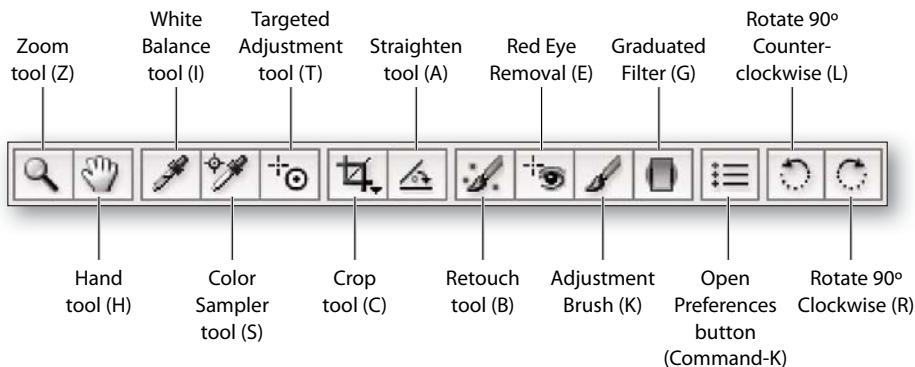 Zoom
tool (Z)
White
Balance
tool (I)
Targeted
Adjustment
tool (T)
Straighten
tool (A)
Red Eye
Removal (E)
Graduated
Filter (G)
Rotate 90º
Counter-
clockwise (L)
Hand
tool (H)
Color
Sampler
tool (S)
Crop
tool (C)
Retouch
tool (B)
Adjustment
Brush (K)
Open
Preferences
button
(Command-K)
Rotate 90º
Clockwise (R)